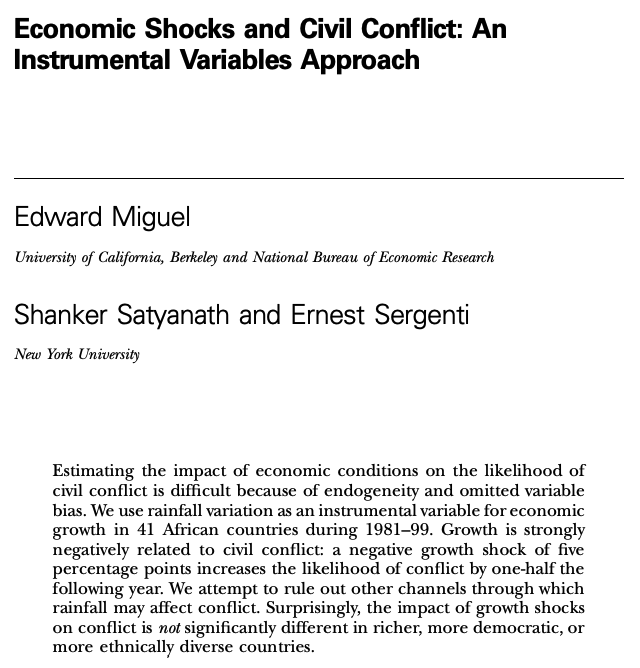 Economic Shocks and Civil Conflict: An
Instrumental Variables Approach
Edward Miguel
University of California, Berkeley and National Bureau of Economic Research
Shanker Satyanath and Ernest Sergenti
New York University
Estimating the impact of economic conditions on the likelihood of
civil conflict is difficult because of endogeneity and omitted variable
bias. We use rainfall variation as an instrumental variable for economic
growth in 41 African countries during 1981–99. Growth is strongly
negatively related to civil conflict: a negative growth shock of five
percentage points increases the likelihood of conflict by one-half the
following year. We attempt to rule out other channels through which
rainfall may affect conflict. Surprisingly, the impact of growth shocks
on conflict is not significantly different in richer, more democratic, or
more ethnically diverse countries.